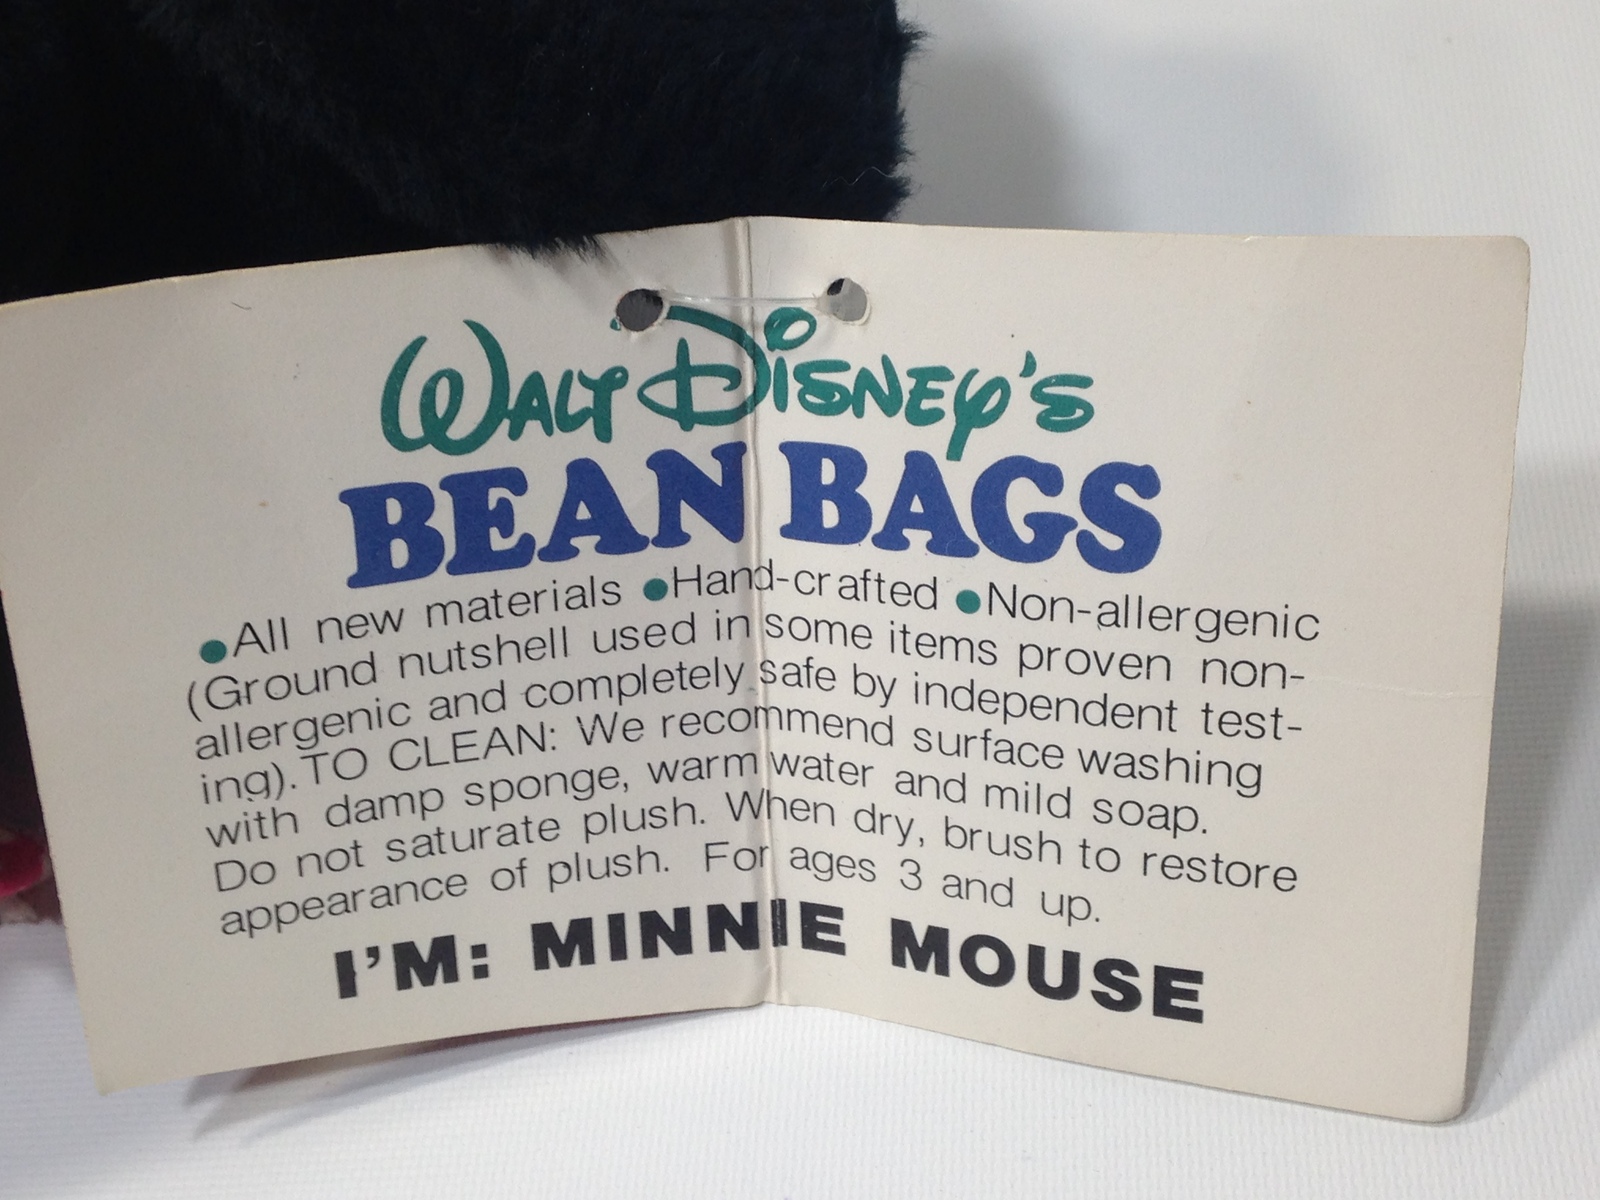 WALT DISNEY'S
BEAN BAGS
●All new materials ●Hand-crafted ●Non-allergenic
(Ground nutshell used in some items proven non-
allergenic and completely safe by independent test-
ing). TO CLEAN: We recommend surface washing
with damp sponge, warm water and mild soap.
Do not saturate plush. When dry, brush to restore
appearance of plush. For ages 3 and up.
I'M: MINNIE MOUSE